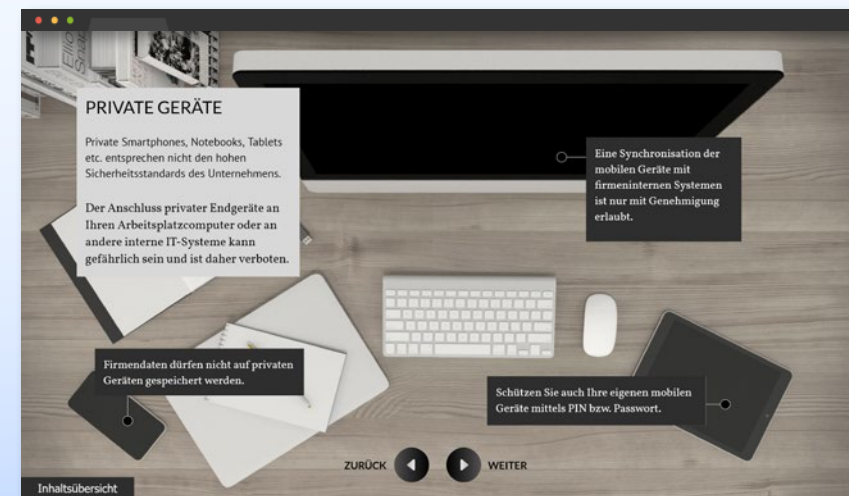 PRIVATE GERÄTE
Private Smartphones, Notebooks, Tablets
etc. entsprechen nicht den hohen
Sicherheitsstandards des Unternehmens.
Der Anschluss privater Endgeräte an
Ihren Arbeitsplatzcomputer oder an
andere interne IT-Systeme kann
gefährlich sein und ist daher verboten.
Eine Synchronisation der
mobilen Geräte mit
firmeninternen Systemen
ist nur mit Genehmigung
erlaubt.
Firmendaten dürfen nicht auf privaten
Geräten gespeichert werden.
Schützen Sie auch Ihre eigenen mobilen
Geräte mittels PIN bzw. Passwort.
ZURÜCK
WEITER
Inhaltsübersicht